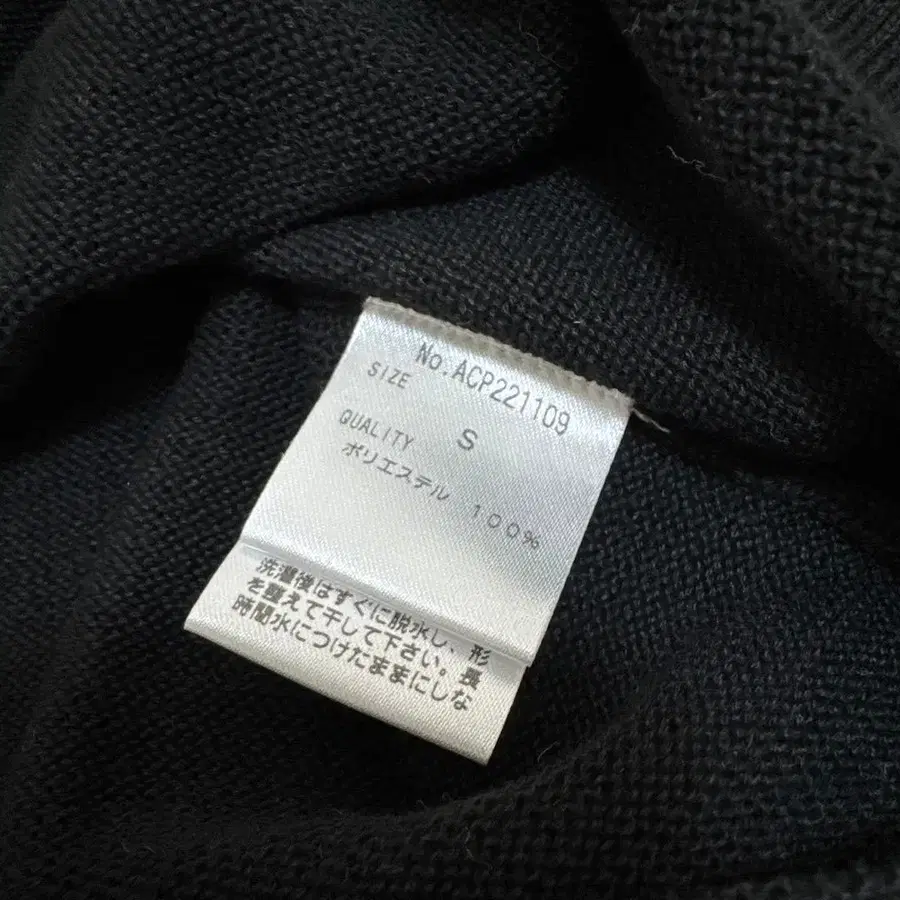 No.ACP221109
SIZE
S
QUALITY
ポリエステル 100%
洗濯後はすぐに脱水し、形
を整えて干して下さい。長
時間水につけたままにしな